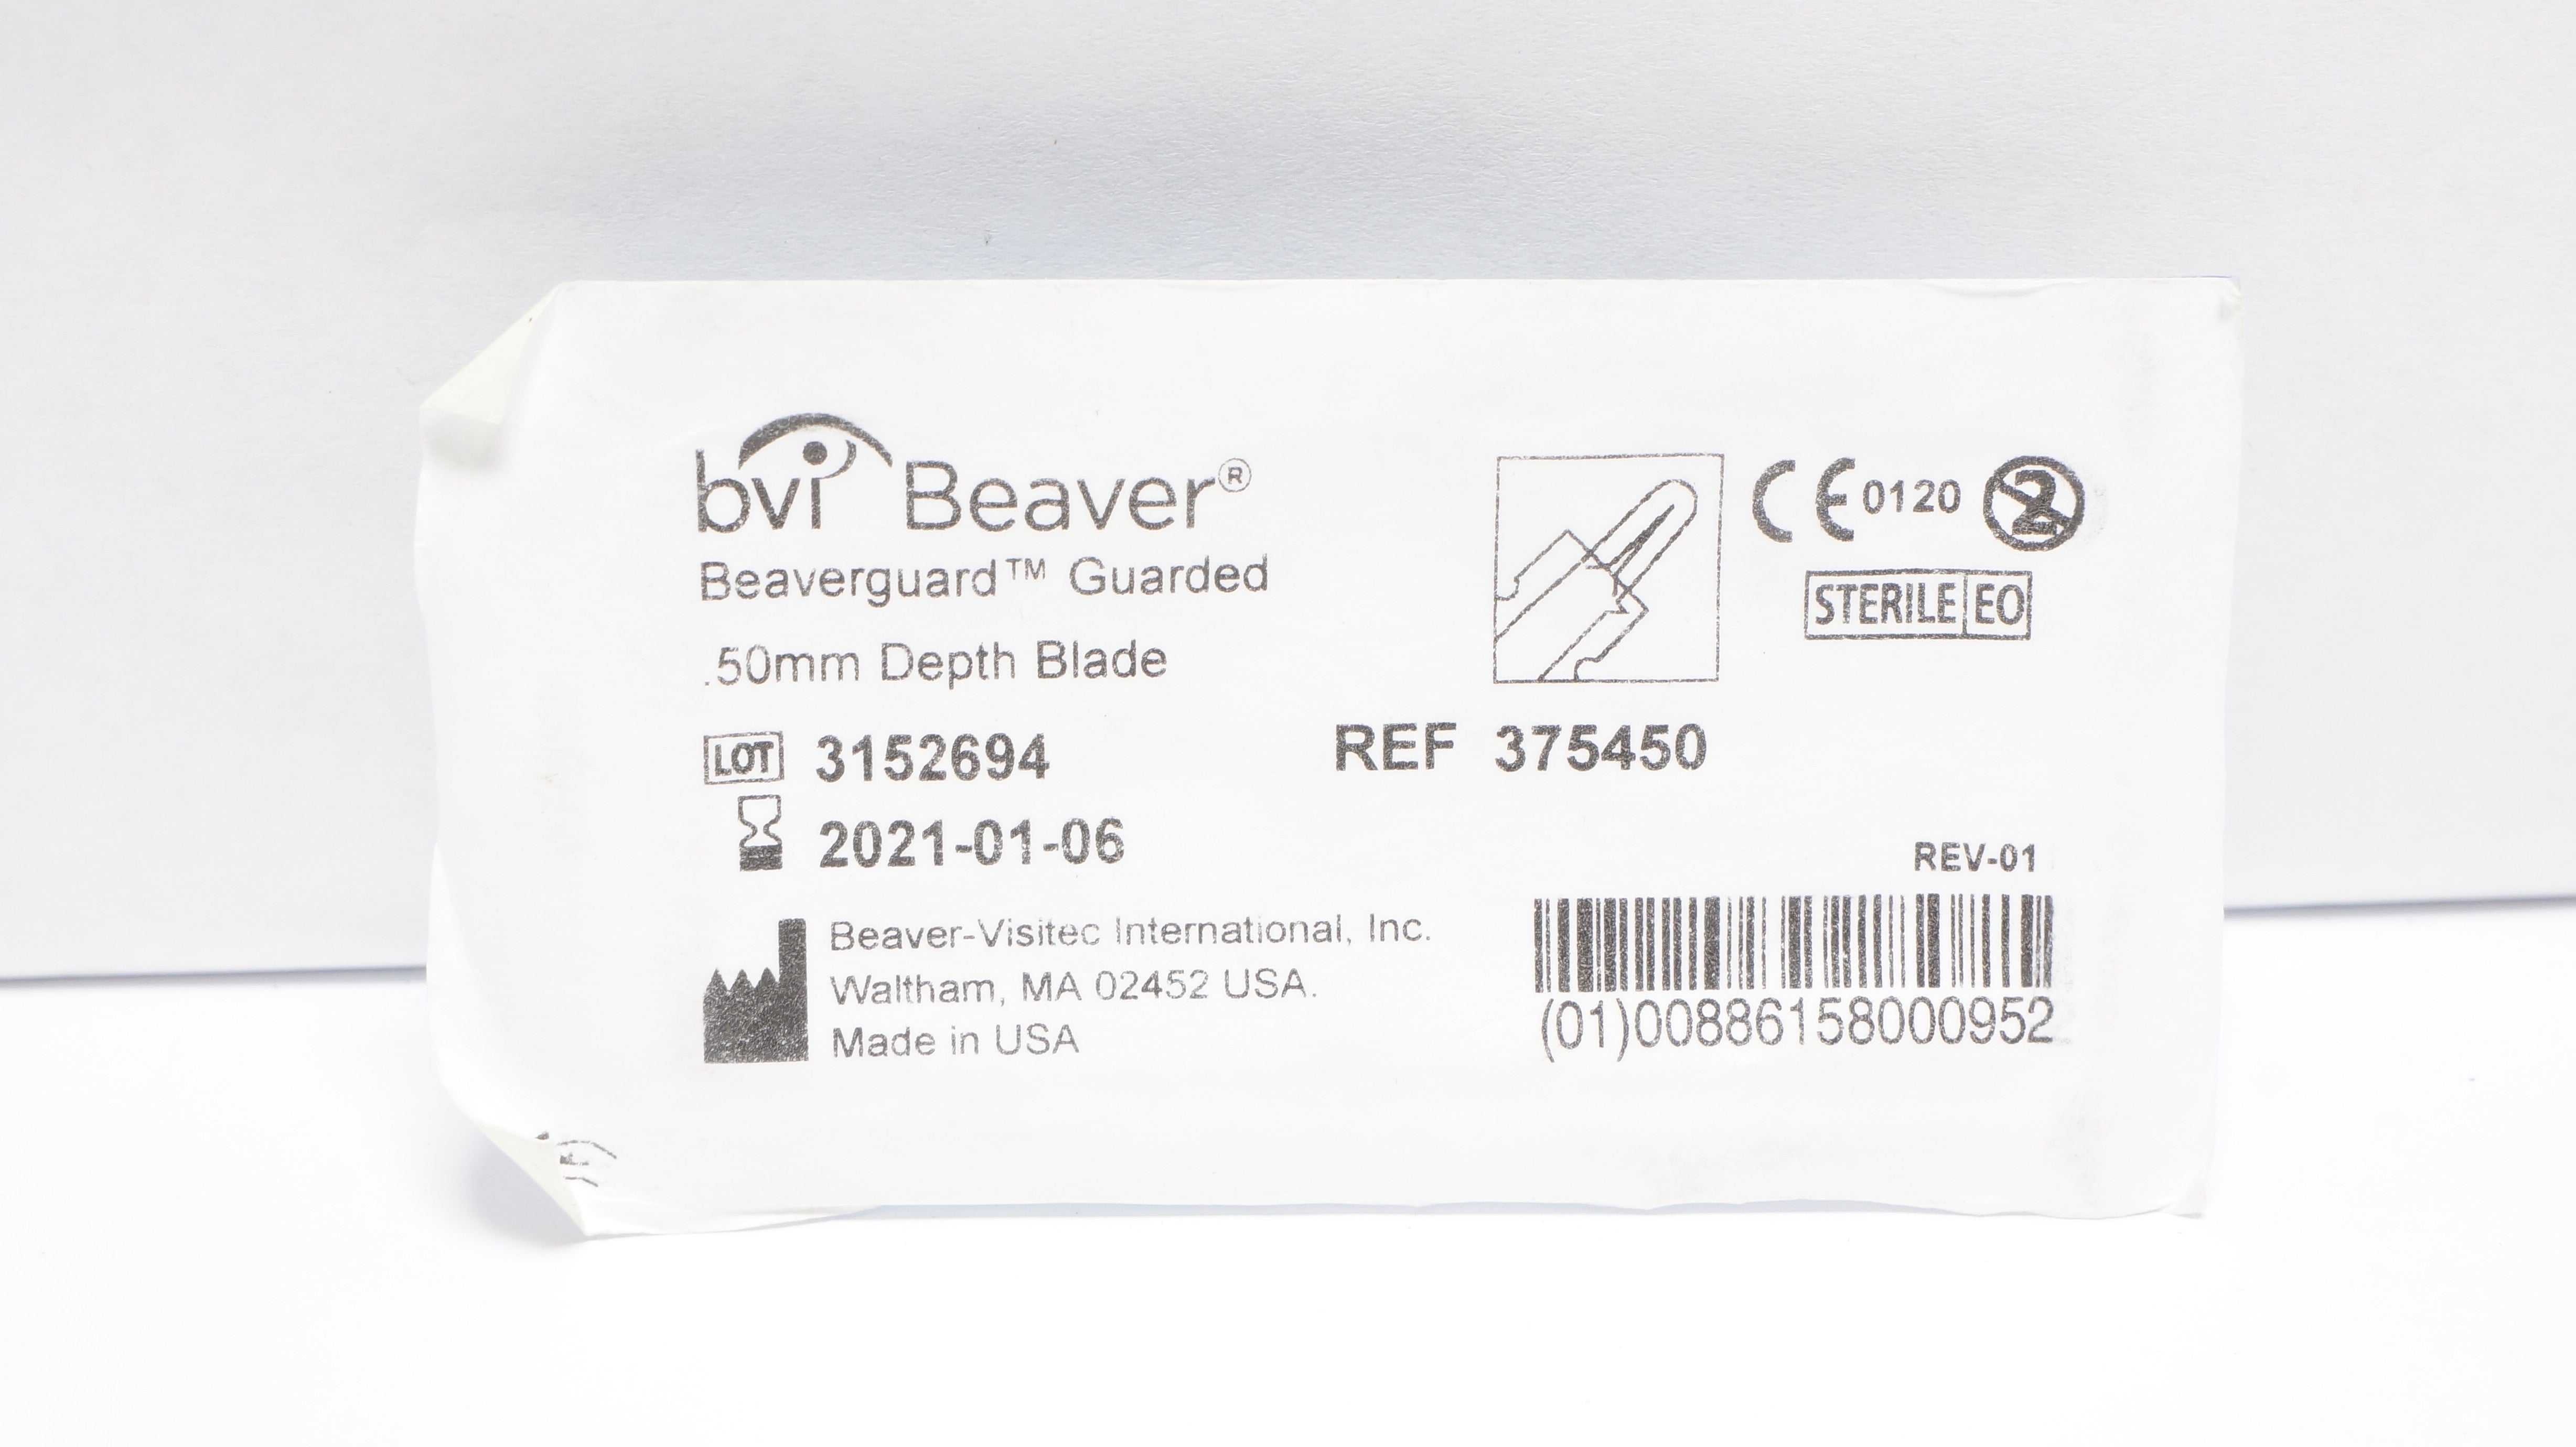 bvi Beaver®
Beaverguard™ Guarded
.50mm Depth Blade
CE 0120 2
STERILE EO
LOT 3152694
REF 375450
2021-01-06
REV-01
Beaver-Visitec International, Inc.
Waltham, MA 02452 USA.
Made in USA
(01)00886158000952